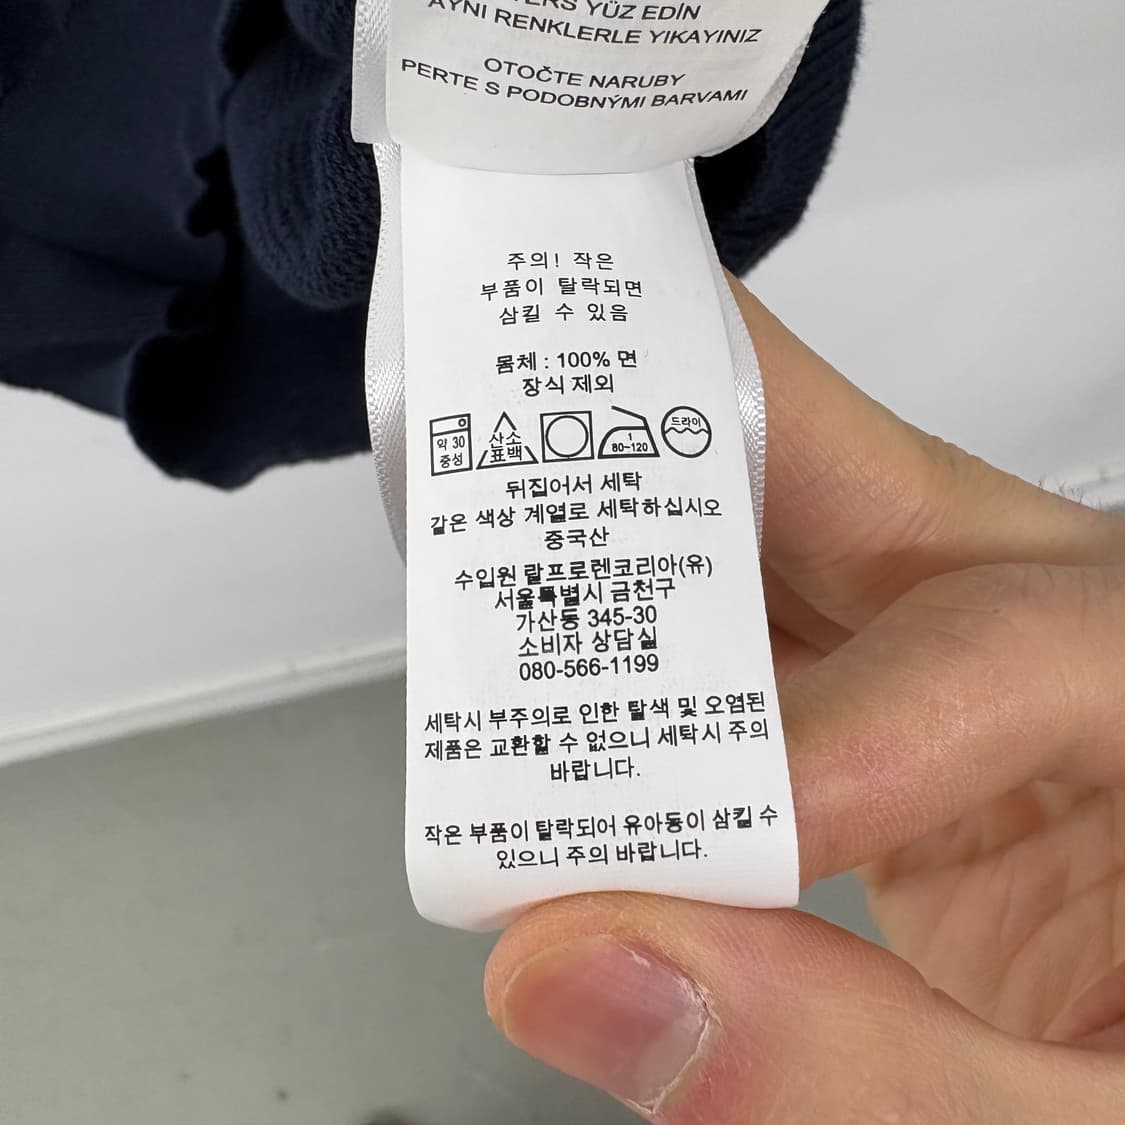 YÜZ EDİN
AYNI RENKLERLE YIKAYINIZ
OTOČTE NARUBY
PERTE S PODOBNÝMI BARVAMI
주의! 작은
부품이 탈락되면
삼킬 수 있음
몸체 : 100% 면
장식 제외
약 30
중성
산소
표백
1
80~120
드라이
뒤집어서 세탁
같은 색상 계열로 세탁하십시오
중국산
수입원 랄프로렌코리아(유)
서울특별시 금천구
가산동 345-30
소비자 상담실
080-566-1199
세탁시 부주의로 인한 탈색 및 오염된
제품은 교환할 수 없으니 세탁시 주의
바랍니다.
작은 부품이 탈락되어 유아동이 삼킬 수
있으니 주의 바랍니다.